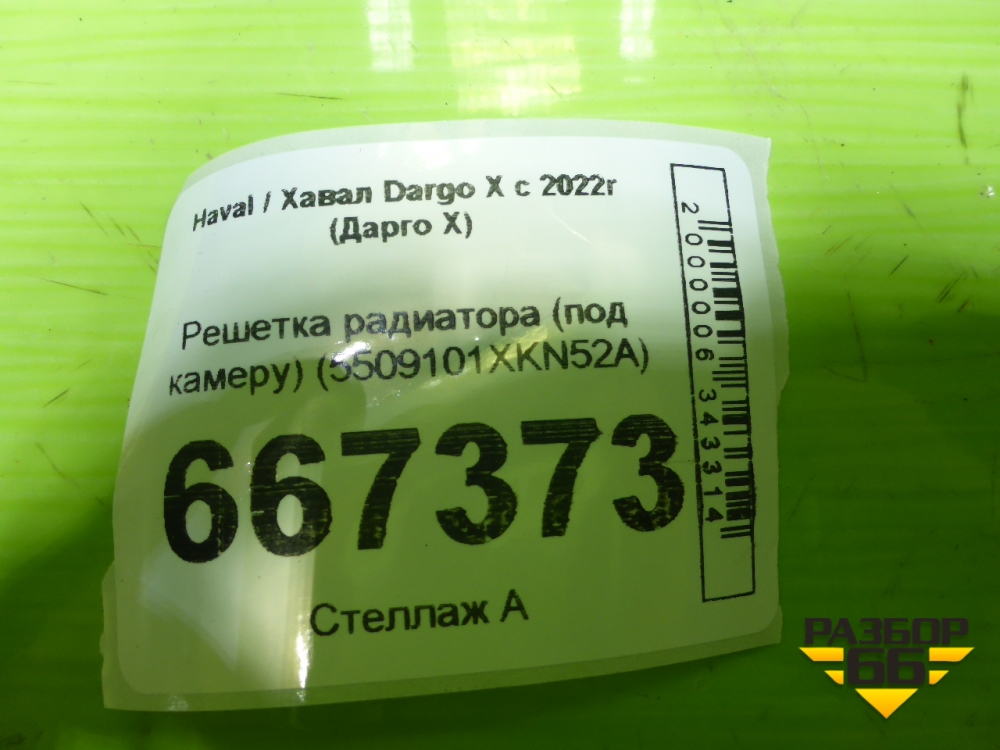 Haval / Хавал Dargo X с 2022г
(Дарго Х)
Решетка радиатора (под
камеру) (5509101XKN52A)
667373
Стеллаж А
2000006343314
РАЗБОР
66